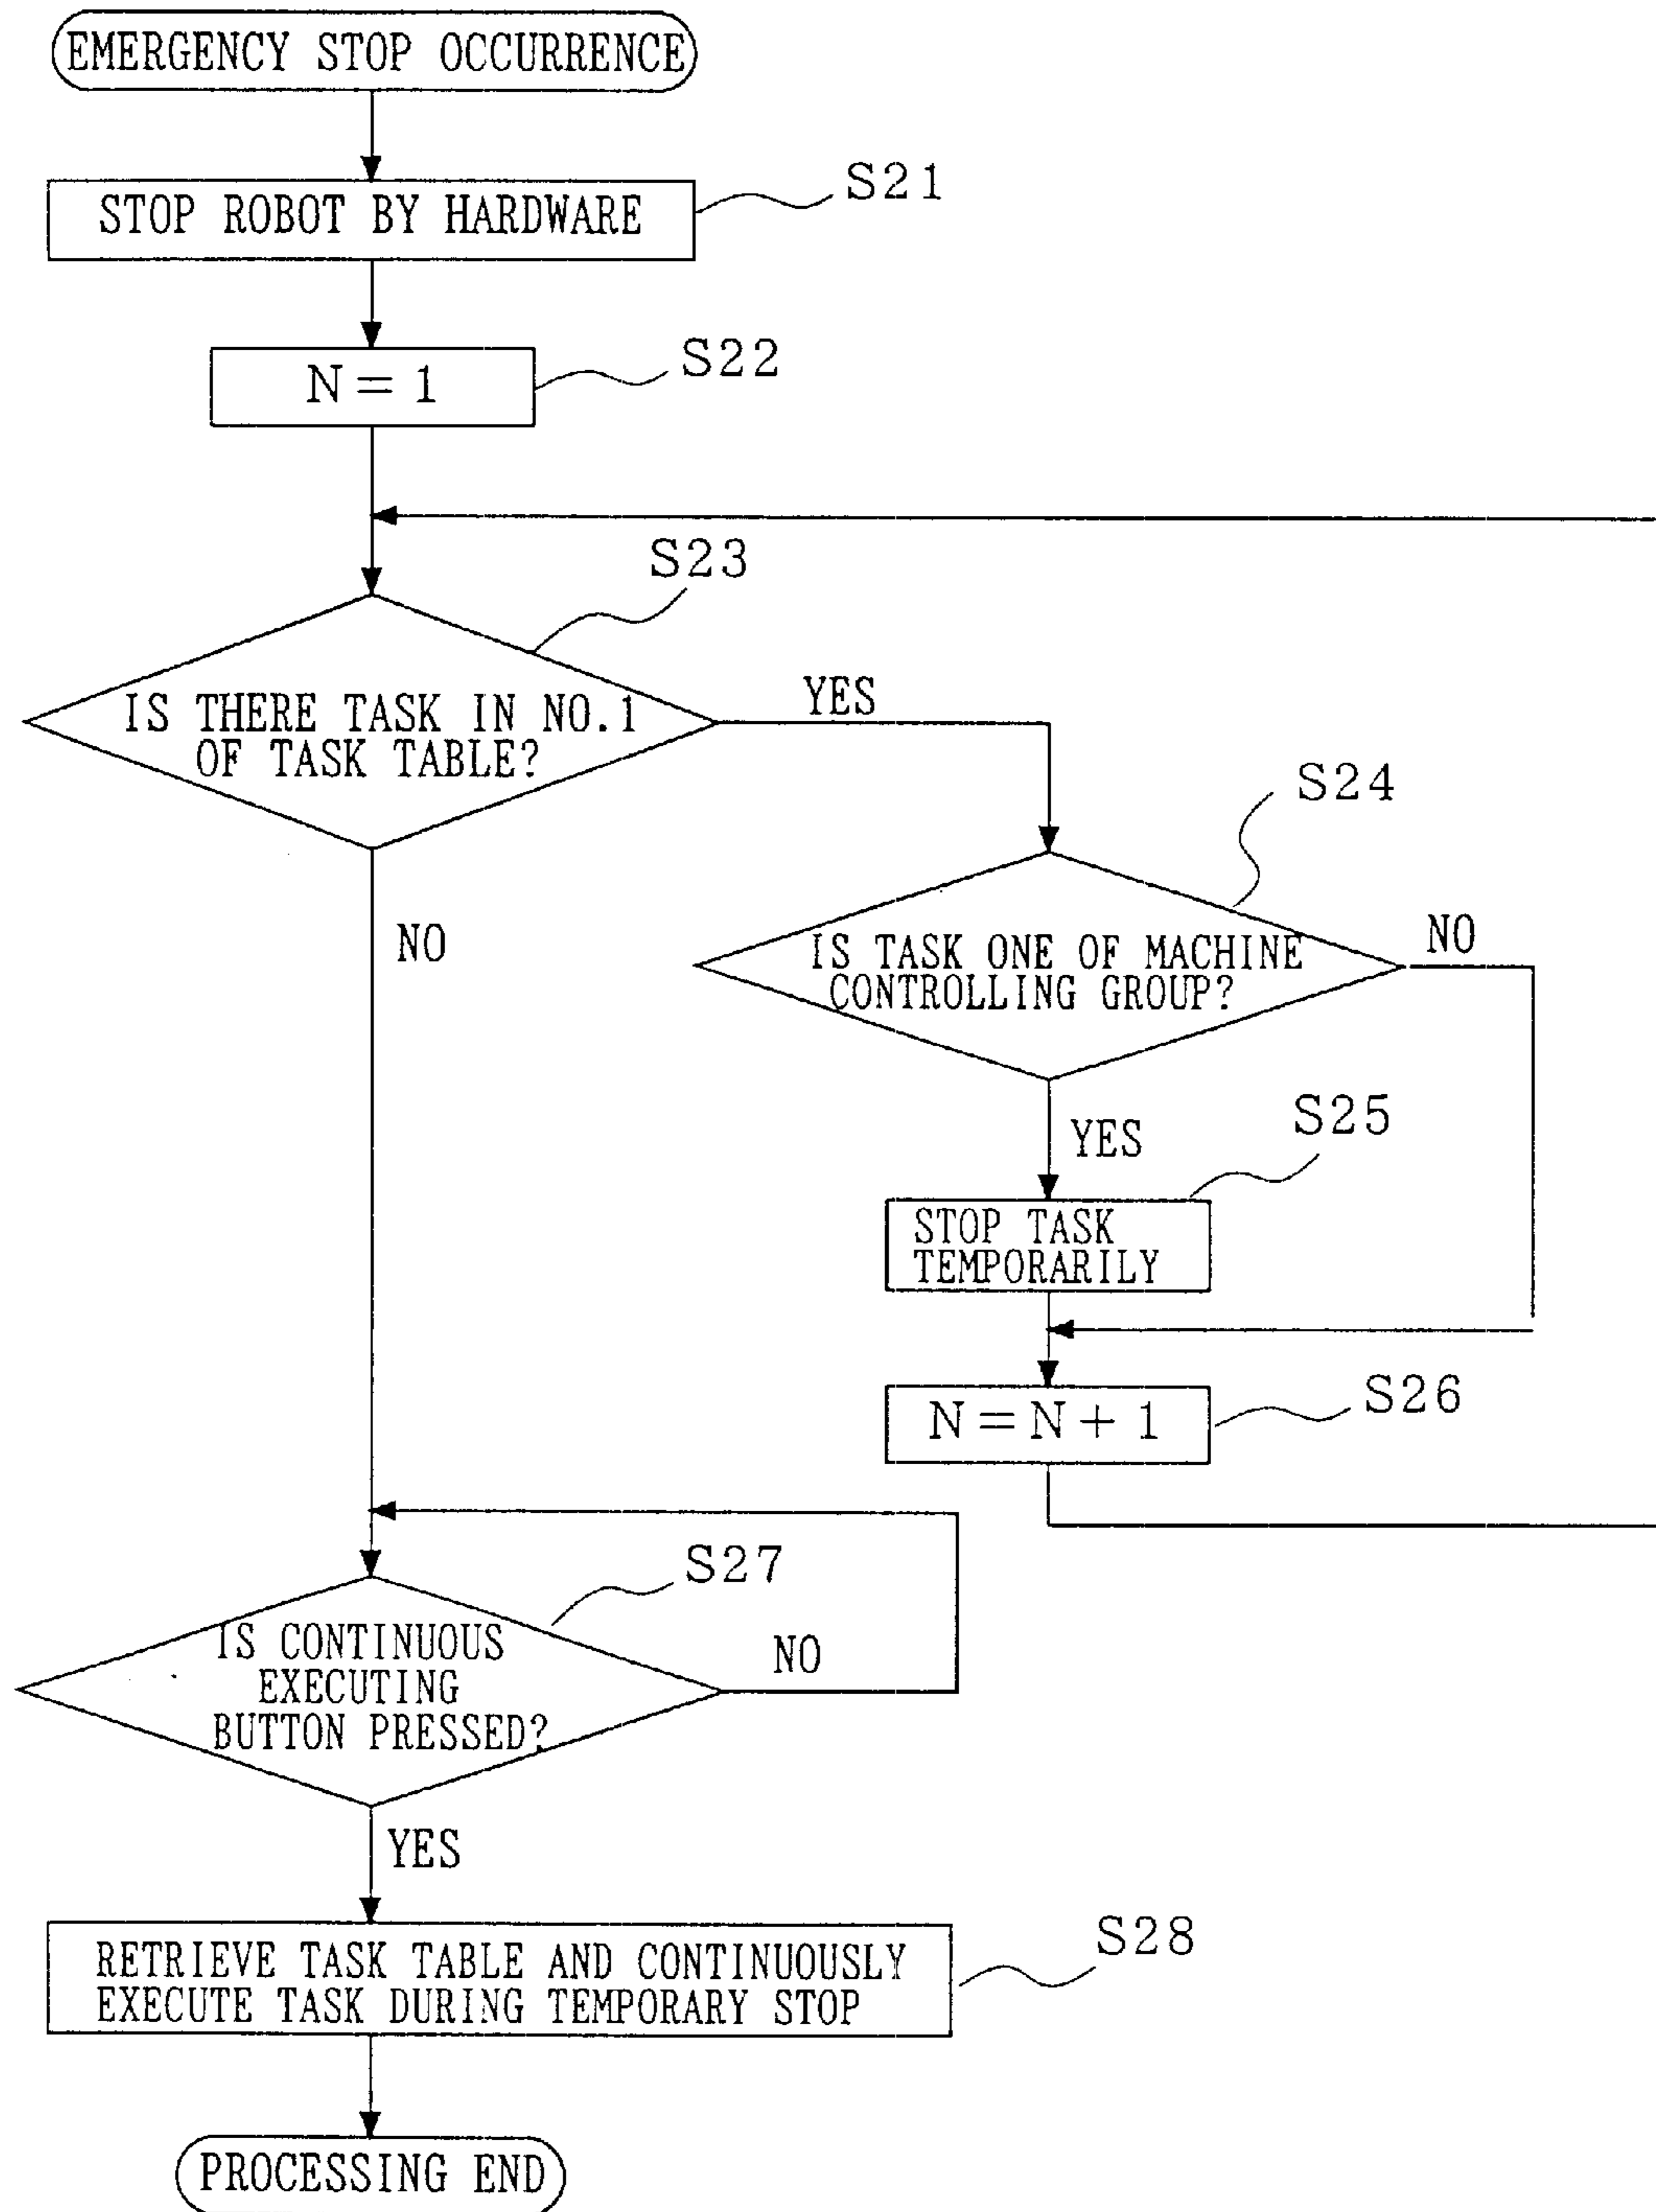 EMERGENCY STOP OCCURRENCE
STOP ROBOT BY HARDWARE
S21
N=1
S22
S23
IS THERE TASK IN NO.1
OF TASK TABLE?
YES
NO
S24
IS TASK ONE OF MACHINE
CONTROLLING GROUP?
NO
YES
S25
STOP TASK
TEMPORARILY
N=N+1
S26
S27
IS CONTINUOUS
EXECUTING
BUTTON PRESSED?
NO
YES
RETRIEVE TASK TABLE AND CONTINUOUSLY
EXECUTE TASK DURING TEMPORARY STOP
S28
PROCESSING END